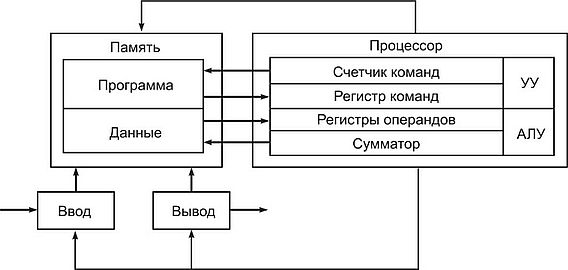 Память
Программа
Данные
Процессор
Счетчик команд
Регистр команд
УУ
Регистры операндов
Сумматор
АЛУ
Ввод
Вывод